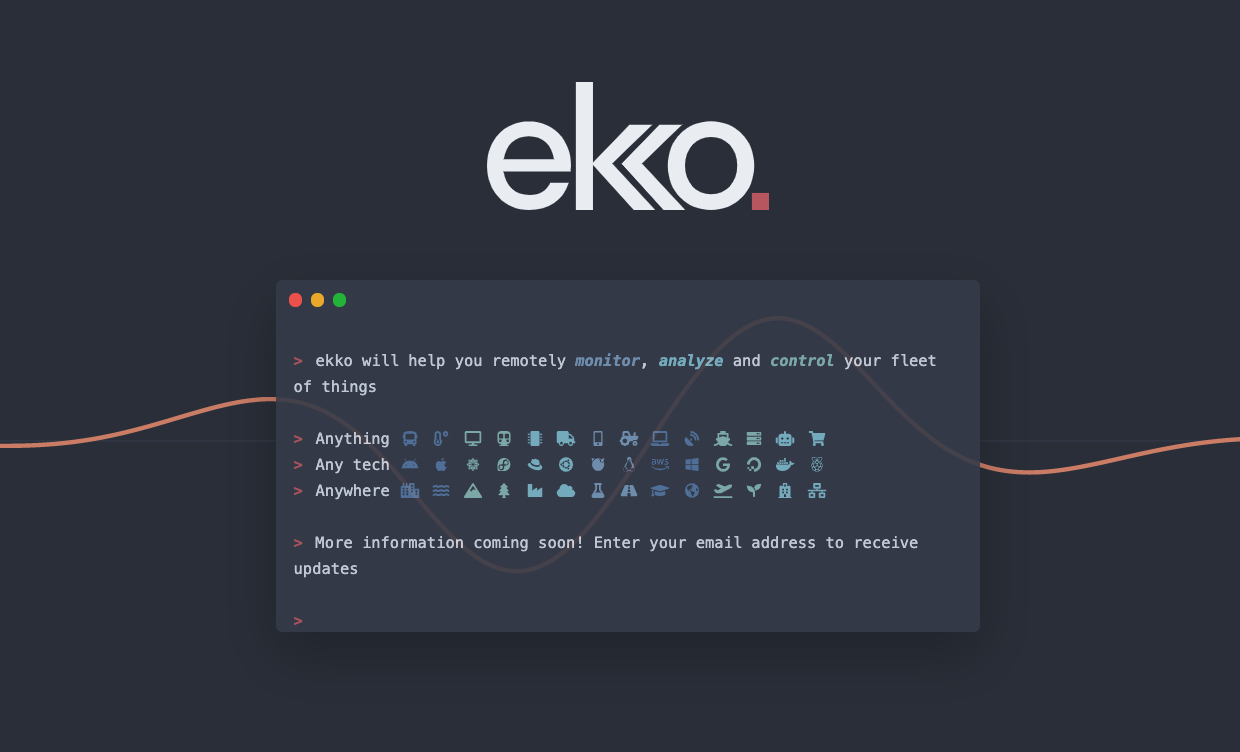 ekko.
> ekko will help you remotely monitor, analyze and control your fleet
of things
> Anything
> Any tech aws
> Anywhere
> More information coming soon! Enter your email address to receive
updates
>